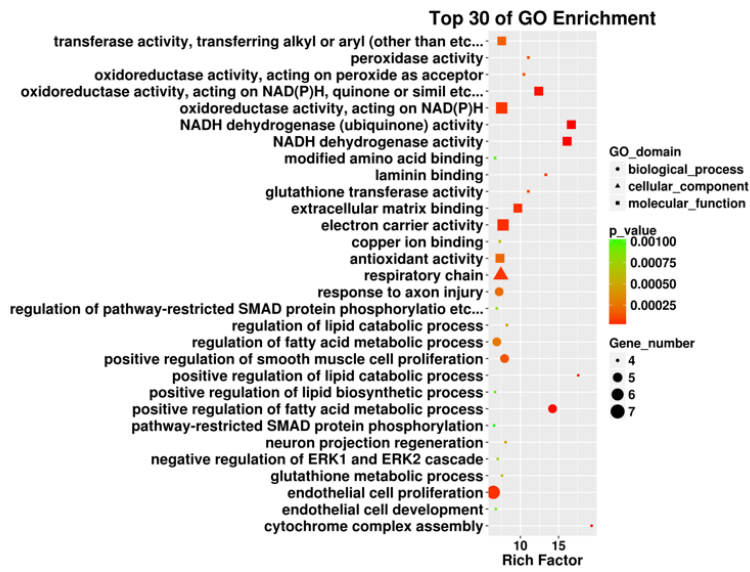 Top 30 of GO Enrichment
transferase activity, transferring alkyl or aryl (other than etc...
peroxidase activity
oxidoreductase activity, acting on peroxide as acceptor
oxidoreductase activity, acting on NAD(P)H, quinone or simil etc...
oxidoreductase activity, acting on NAD(P)H
NADH dehydrogenase (ubiquinone) activity
NADH dehydrogenase activity
modified amino acid binding
laminin binding
glutathione transferase activity
extracellular matrix binding
electron carrier activity
copper ion binding
antioxidant activity
respiratory chain
response to axon injury
regulation of pathway-restricted SMAD protein phosphorylatio etc...
regulation of lipid catabolic process
regulation of fatty acid metabolic process
positive regulation of smooth muscle cell proliferation
positive regulation of lipid catabolic process
positive regulation of lipid biosynthetic process
positive regulation of fatty acid metabolic process
pathway-restricted SMAD protein phosphorylation
neuron projection regeneration
negative regulation of ERK1 and ERK2 cascade
glutathione metabolic process
endothelial cell proliferation
endothelial cell development
cytochrome complex assembly
10 15
Rich Factor
GO_domain
biological_process
cellular_component
molecular_function
p_value
0.00100
0.00075
0.00050
0.00025
Gene_number
4
5
6
7